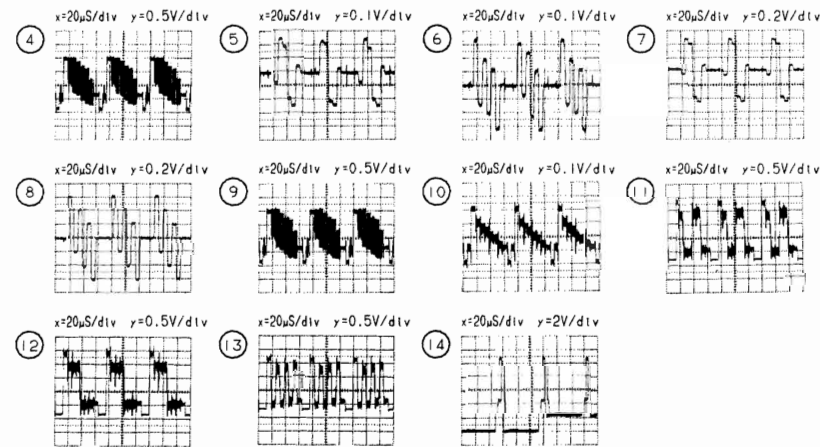 4 x=20µS/div y=0.5V/div
5 x=20µS/div y=0.1V/div
6 x=20µS/div y=0.1V/div
7 x=20µS/div y=0.2V/div
8 x=20µS/div y=0.2V/div
9 x=20µS/div y=0.5V/div
10 x=20µS/div y=0.1V/div
11 x=20µS/div y=0.5V/div
12 x=20µS/div y=0.5V/div
13 x=20µS/div y=0.5V/div
14 x=20µS/div y=2V/div